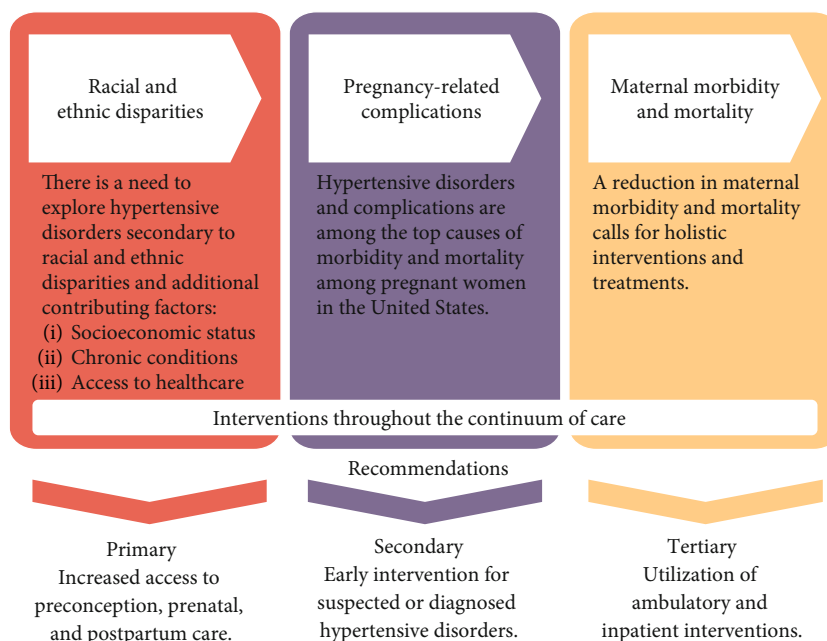 Racial and
ethnic disparities
There is a need to
explore hypertensive
disorders secondary to
racial and ethnic
disparities and additional
contributing factors:
(i) Socioeconomic status
(ii) Chronic conditions
(iii) Access to healthcare
Pregnancy-related
complications
Hypertensive disorders
and complications are
among the top causes of
morbidity and mortality
among pregnant women
in the United States.
Maternal morbidity
and mortality
A reduction in maternal
morbidity and mortality
calls for holistic
interventions and
treatments.
Interventions throughout the continuum of care
Recommendations
Primary
Increased access to
preconception, prenatal,
and postpartum care.
Secondary
Early intervention for
suspected or diagnosed
hypertensive disorders.
Tertiary
Utilization of
ambulatory and
inpatient interventions.